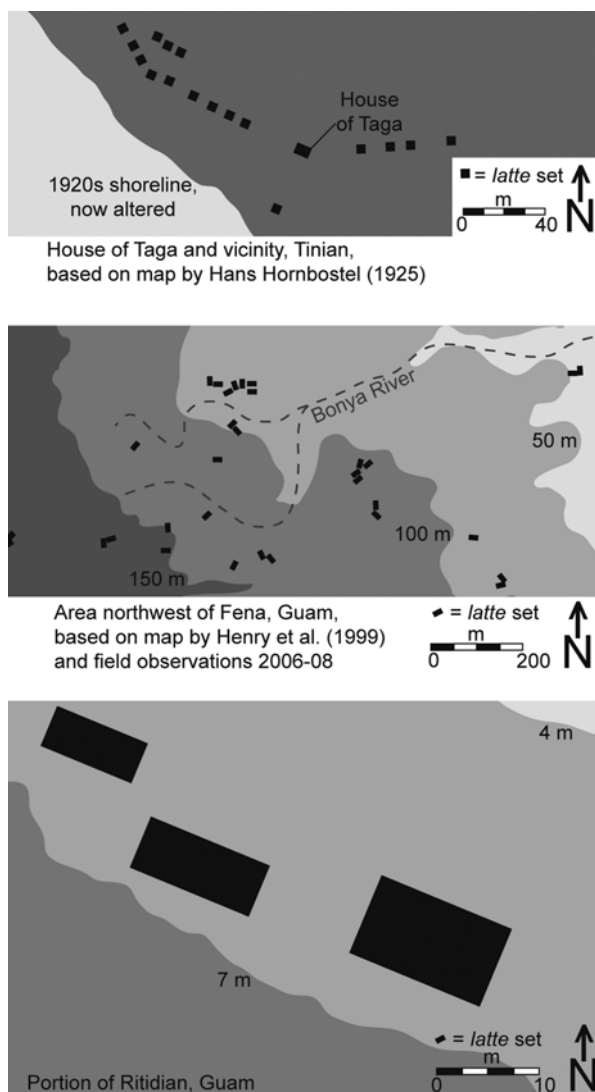 House
of Taga
1920s shoreline,
now altered
= latte set
m
0 40
N
House of Taga and vicinity, Tinian,
based on map by Hans Hornbostel (1925)
Bonya River
50 m
100 m
150 m
Area northwest of Fena, Guam,
based on map by Henry et al. (1999)
and field observations 2006-08
= latte set
m
0 200
N
4 m
7 m
= latte set
m
0 10
N
Portion of Ritidian, Guam